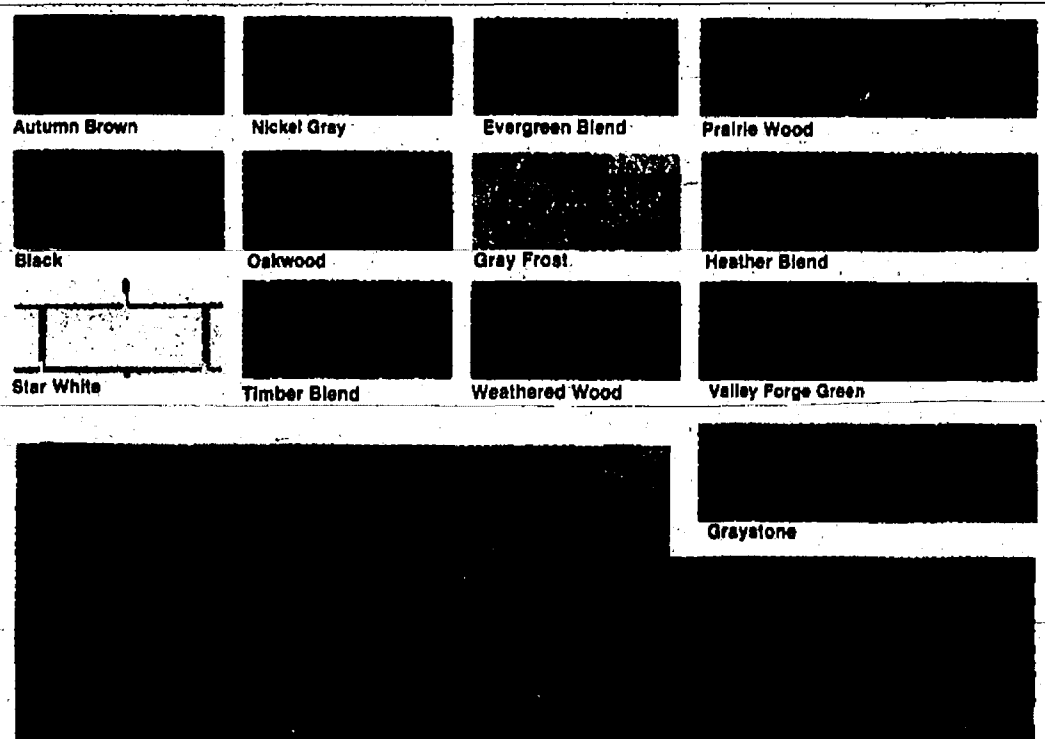 Autumn Brown
Nickel Gray
Evergreen Blend
Prairie Wood
Black
Oakwood
Gray Frost
Heather Blend
Star White
Timber Blend
Weathered Wood
Valley Forge Green
Graystone